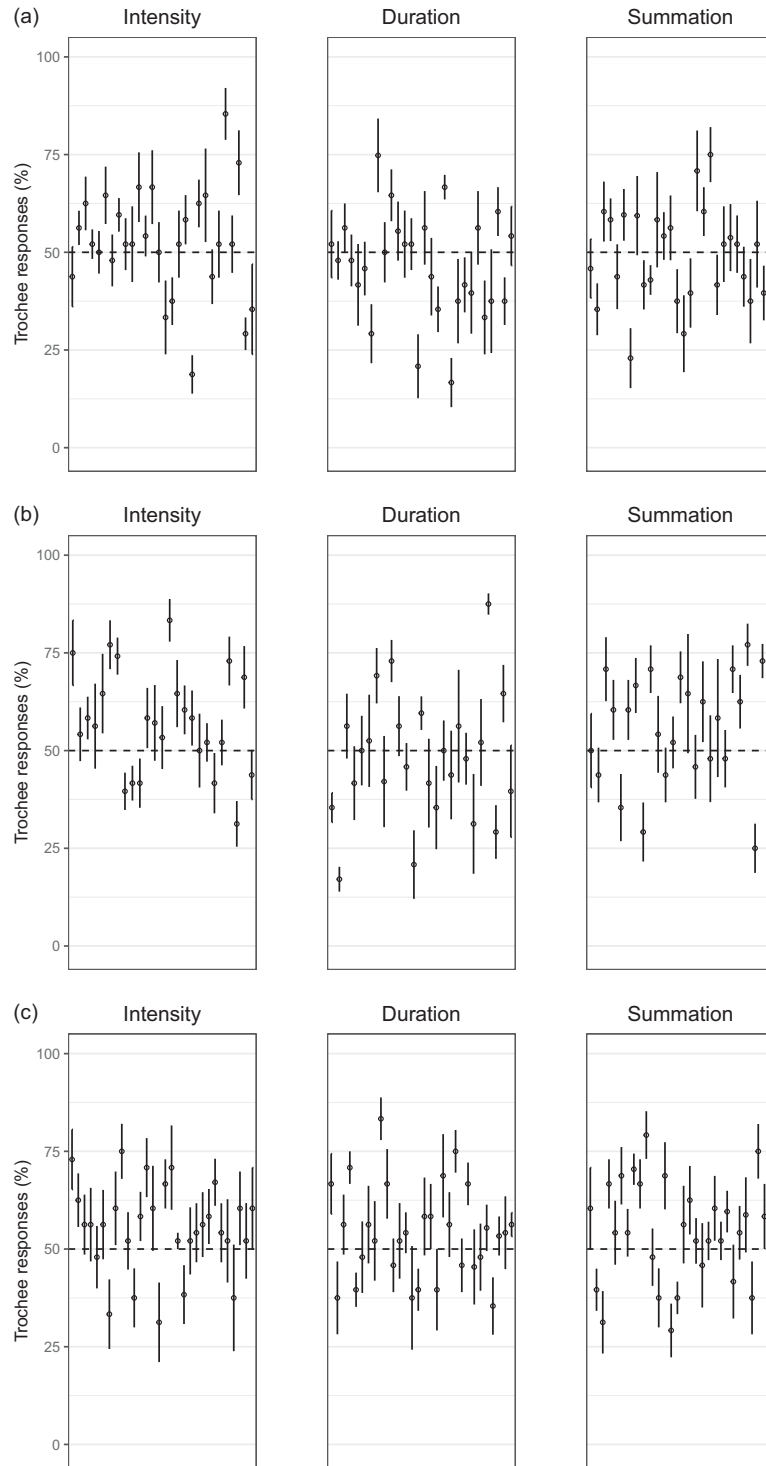 (a)
Intensity
Duration
Summation
Trochee responses (%)
100
75
50
25
0
(b)
Intensity
Duration
Summation
Trochee responses (%)
100
75
50
25
0
(c)
Intensity
Duration
Summation
Trochee responses (%)
100
75
50
25
0